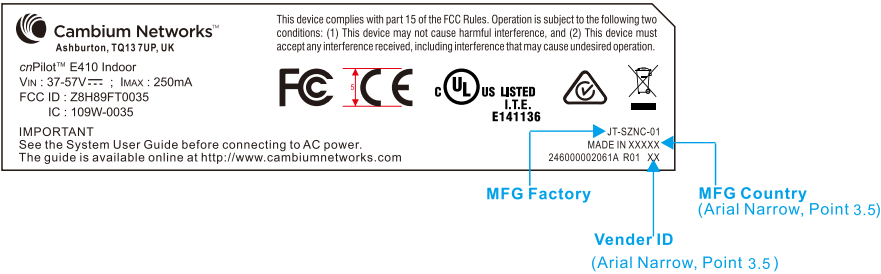 Cambium Networks™
Ashburton, TQ13 7UP, UK
cnPilot™ E410 Indoor
VIN : 37-57V ; IMAX : 250mA
FCC ID : Z8H89FT0035
IC : 109W-0035
IMPORTANT
See the System User Guide before connecting to AC power.
The guide is available online at http://www.cambiumnetworks.com
This device complies with part 15 of the FCC Rules. Operation is subject to the following two
conditions: (1) This device may not cause harmful interference, and (2) This device must
accept any interference received, including interference that may cause undesired operation.
FC
5
CE
C UL US LISTED
I.T.E.
E141136
JT-SZNC-01
MADE IN XXXXX
246000002061A R01 XX
MFG Factory
MFG Country
(Arial Narrow, Point 3.5)
Vender ID
(Arial Narrow, Point 3.5)